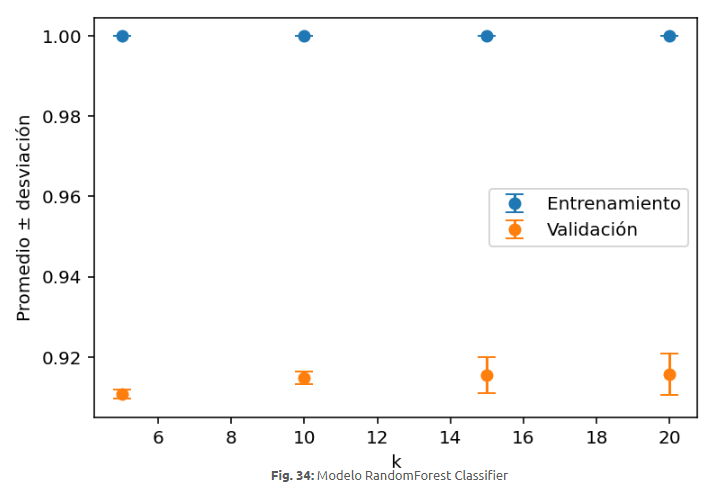 1.00
0.98
0.96
0.94
0.92
Promedio ± desviación
Entrenamiento
Validación
6 8 10 12 14 16 18 20
k
Fig. 34: Modelo RandomForest Classifier